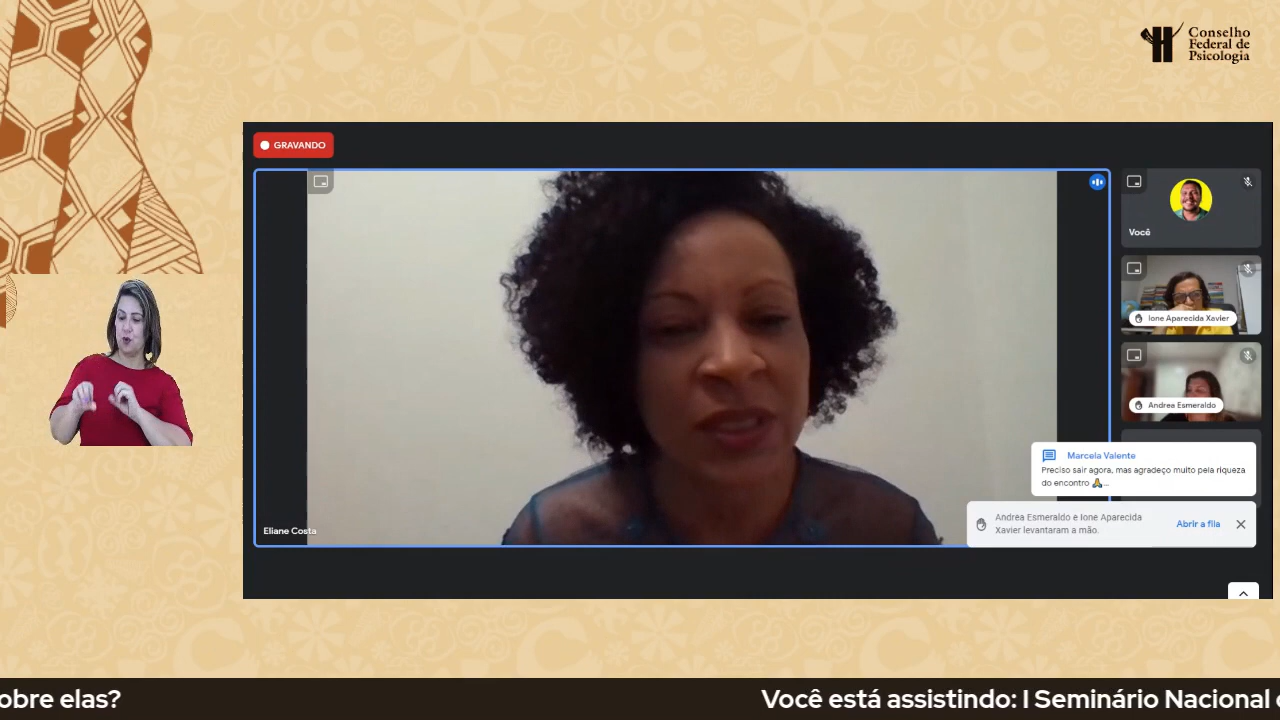 Conselho
Federal de
Psicologia
GRAVANDO
Você
Ione Aparecida Xavier
Andrea Esmeraldo
Marcela Valente
Preciso sair agora, mas agradeço muito pela riqueza
do encontro 🙏...
Andrea Esmeraldo e Ione Aparecida
Xavier levantaram a mão.
Abrir a fila
Eliane Costa
obre elas?
Você está assistindo: I Seminário Nacional